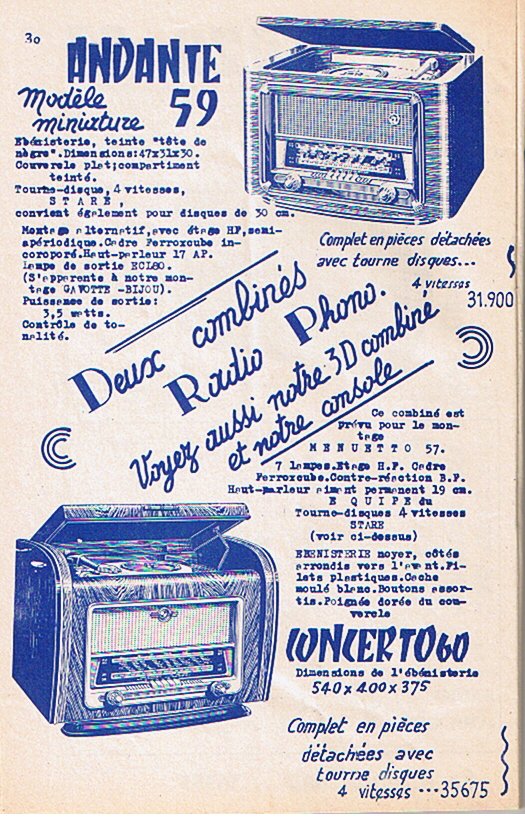 30
ANDANTE
59
Modèle
miniature
Ebénisterie, teinte "tête de
nègre".Dimensions:47x31x30.
Couvercle plat;compartiment
teinté.
Tourne-disque, 4 vitesses,
S T A R E ,
convient également pour disques de 30 cm.
Montage alternatif,avec étage HF,semi-
apériodique.Cadre Ferroxcube in-
coroporé.Haut-parleur 17 AP.
Lampe de sortie ECL80.
(S'apparente à notre mon-
tage GAVOTTE -BIJOU).
Puissance de sortie:
3,5 watts.
Contrôle de to-
nalité.
Complet en pièces détachées
avec tourne disques...
4 vitesses
31.900
Deux combinés
Radio Phono.
Voyez aussi notre 3D combiné
et notre console
Ce combiné est
prévu pour le mon-
tage
M E N U E T T O 57.
7 lampes.Etage H.F. Cadre
Ferroxcube.Contre-réaction B.F.
Haut-parleur aimant permanent 19 cm.
E QUIPE du
Tourne-disques 4 vitesses
STARE
(voir ci-dessus)
EBENISTERIE noyer, côtés
arrondis vers l'avant.Fi-
lets plastiques.Cache
moulé blanc.Boutons assor-
tis.Poignée dorée du cou-
vercle
CONCERTO 60
Dimensions de l'ébénisterie
540 x 400 x 375
Complet en pièces
détachées avec
tourne disques
4 vitesses ...35675